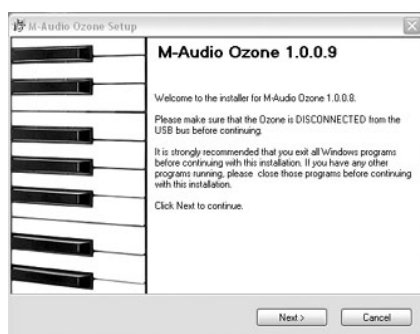 M-Audio Ozone Setup
M-Audio Ozone 1.0.0.9
Welcome to the installer for M-Audio Ozone 1.0.0.8.
Please make sure that the Ozone is DISCONNECTED from the
USB bus before continuing.
It is strongly recommended that you exit all Windows programs
before continuing with this installation. If you have any other
programs running, please close those programs before continuing
with this installation.
Click Next to continue.
Next >
Cancel